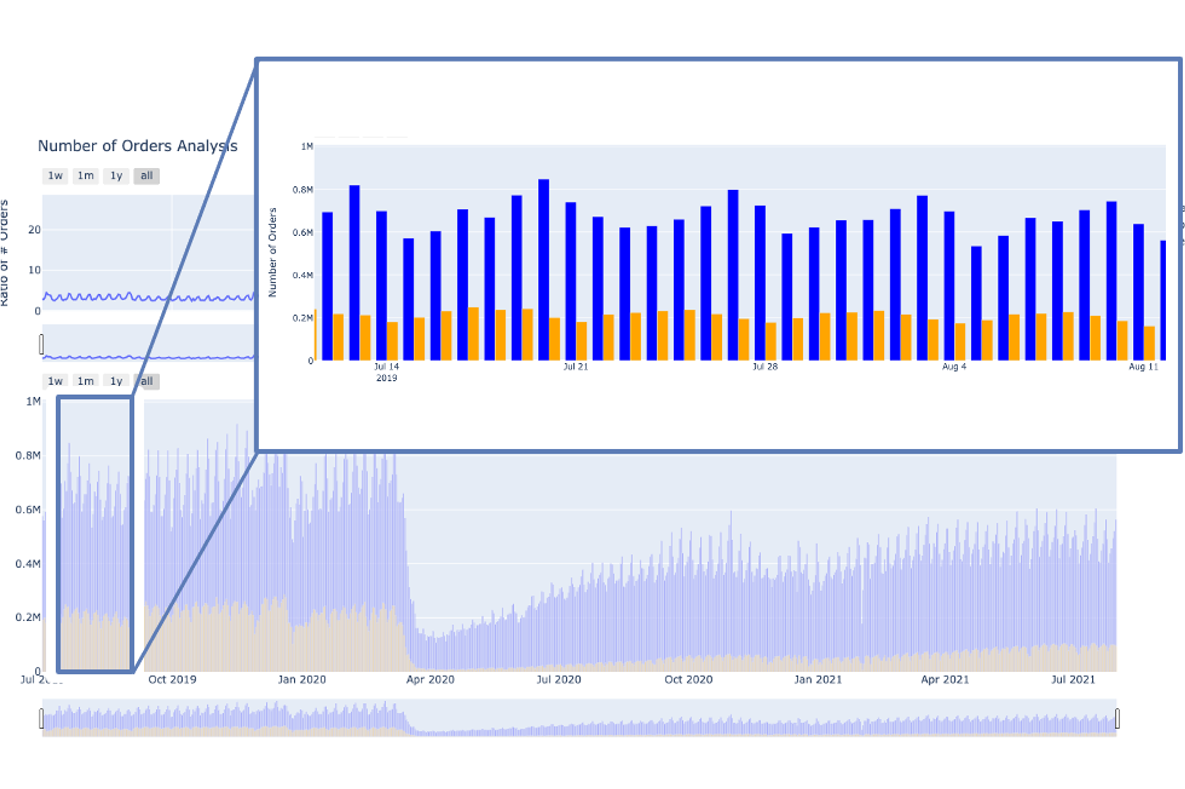 Number of Orders Analysis
1w 1m 1y all
Ratio of # Orders
20
10
0
1w 1m 1y all
1M
0.8M
0.6M
0.4M
0.2M
0
Jul Oct 2019 Jan 2020 Apr 2020 Jul 2020 Oct 2020 Jan 2021 Apr 2021 Jul 2021
Number of Orders
1M
0.8M
0.6M
0.4M
0.2M
0
Jul 14 Jul 21 Jul 28 Aug 4 Aug 11
2019